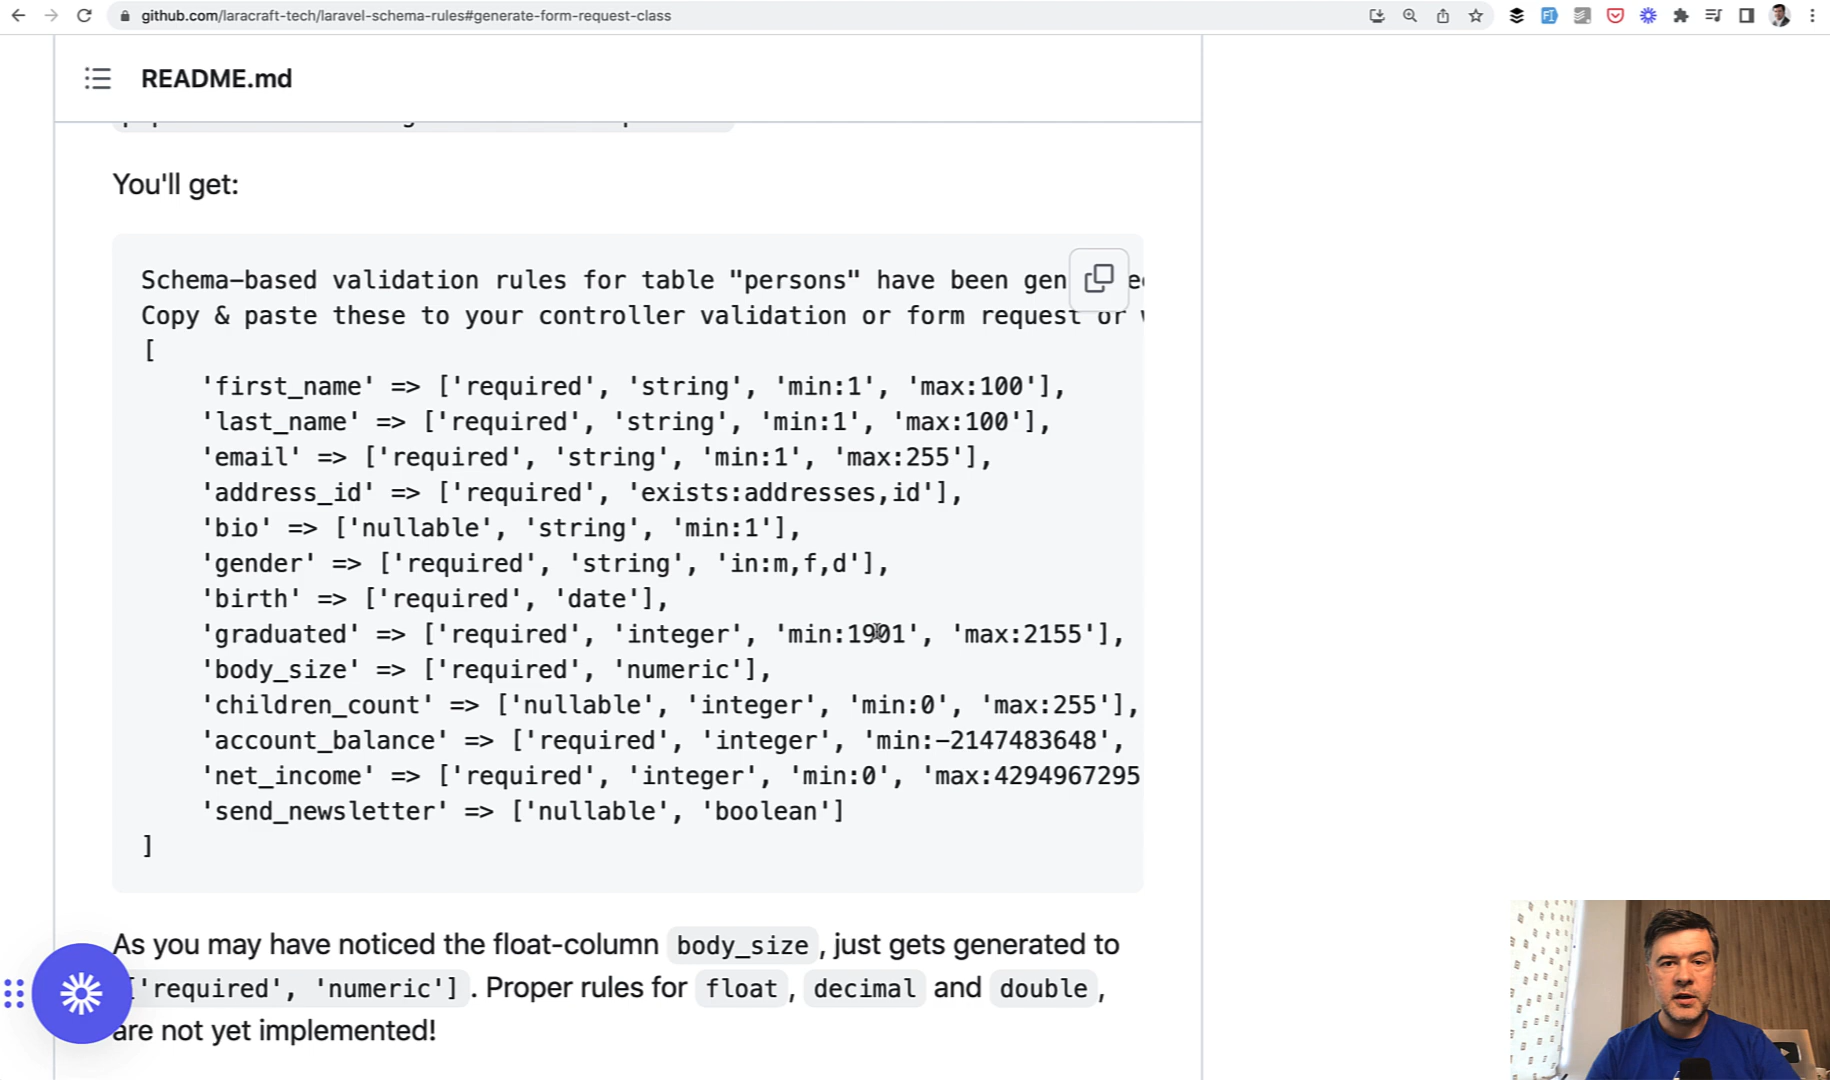 github.com/laracraft-tech/laravel-schema-rules#generate-form-request-class
README.md
You'll get:
Schema-based validation rules for table "persons" have been gen
Copy & paste these to your controller validation or form request or
[
'first_name' => ['required', 'string', 'min:1', 'max:100'],
'last_name' => ['required', 'string', 'min:1', 'max:100'],
'email' => ['required', 'string', 'min:1', 'max:255'],
'address_id' => ['required', 'exists:addresses,id'],
'bio' => ['nullable', 'string', 'min:1'],
'gender' => ['required', 'string', 'in:m,f,d'],
'birth' => ['required', 'date'],
'graduated' => ['required', 'integer', 'min:1901', 'max:2155'],
'body_size' => ['required', 'numeric'],
'children_count' => ['nullable', 'integer', 'min:0', 'max:255'],
'account_balance' => ['required', 'integer', 'min:-2147483648',
'net_income' => ['required', 'integer', 'min:0', 'max:4294967295
'send_newsletter' => ['nullable', 'boolean']
]
As you may have noticed the float-column body_size, just gets generated to
['required', 'numeric']. Proper rules for float, decimal and double,
are not yet implemented!